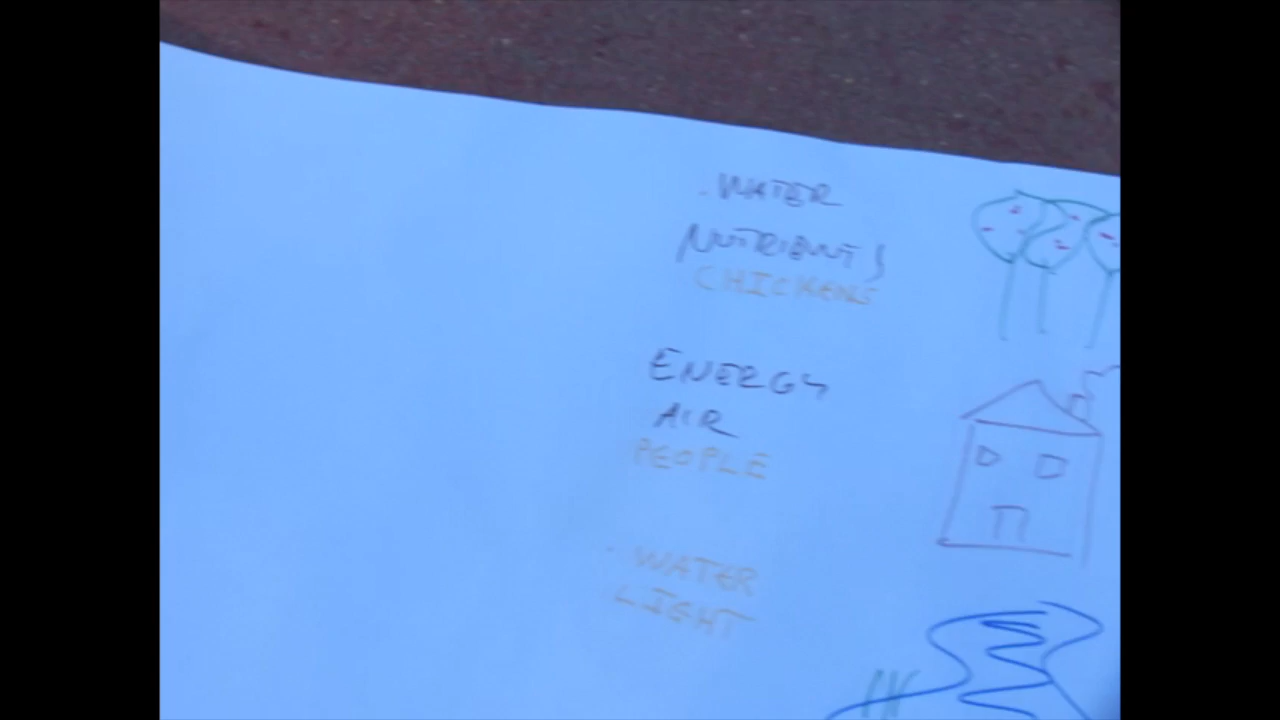 WATER
NUTRIENTS
CHICKENS
ENERGY
AIR
PEOPLE
WATER
LIGHT